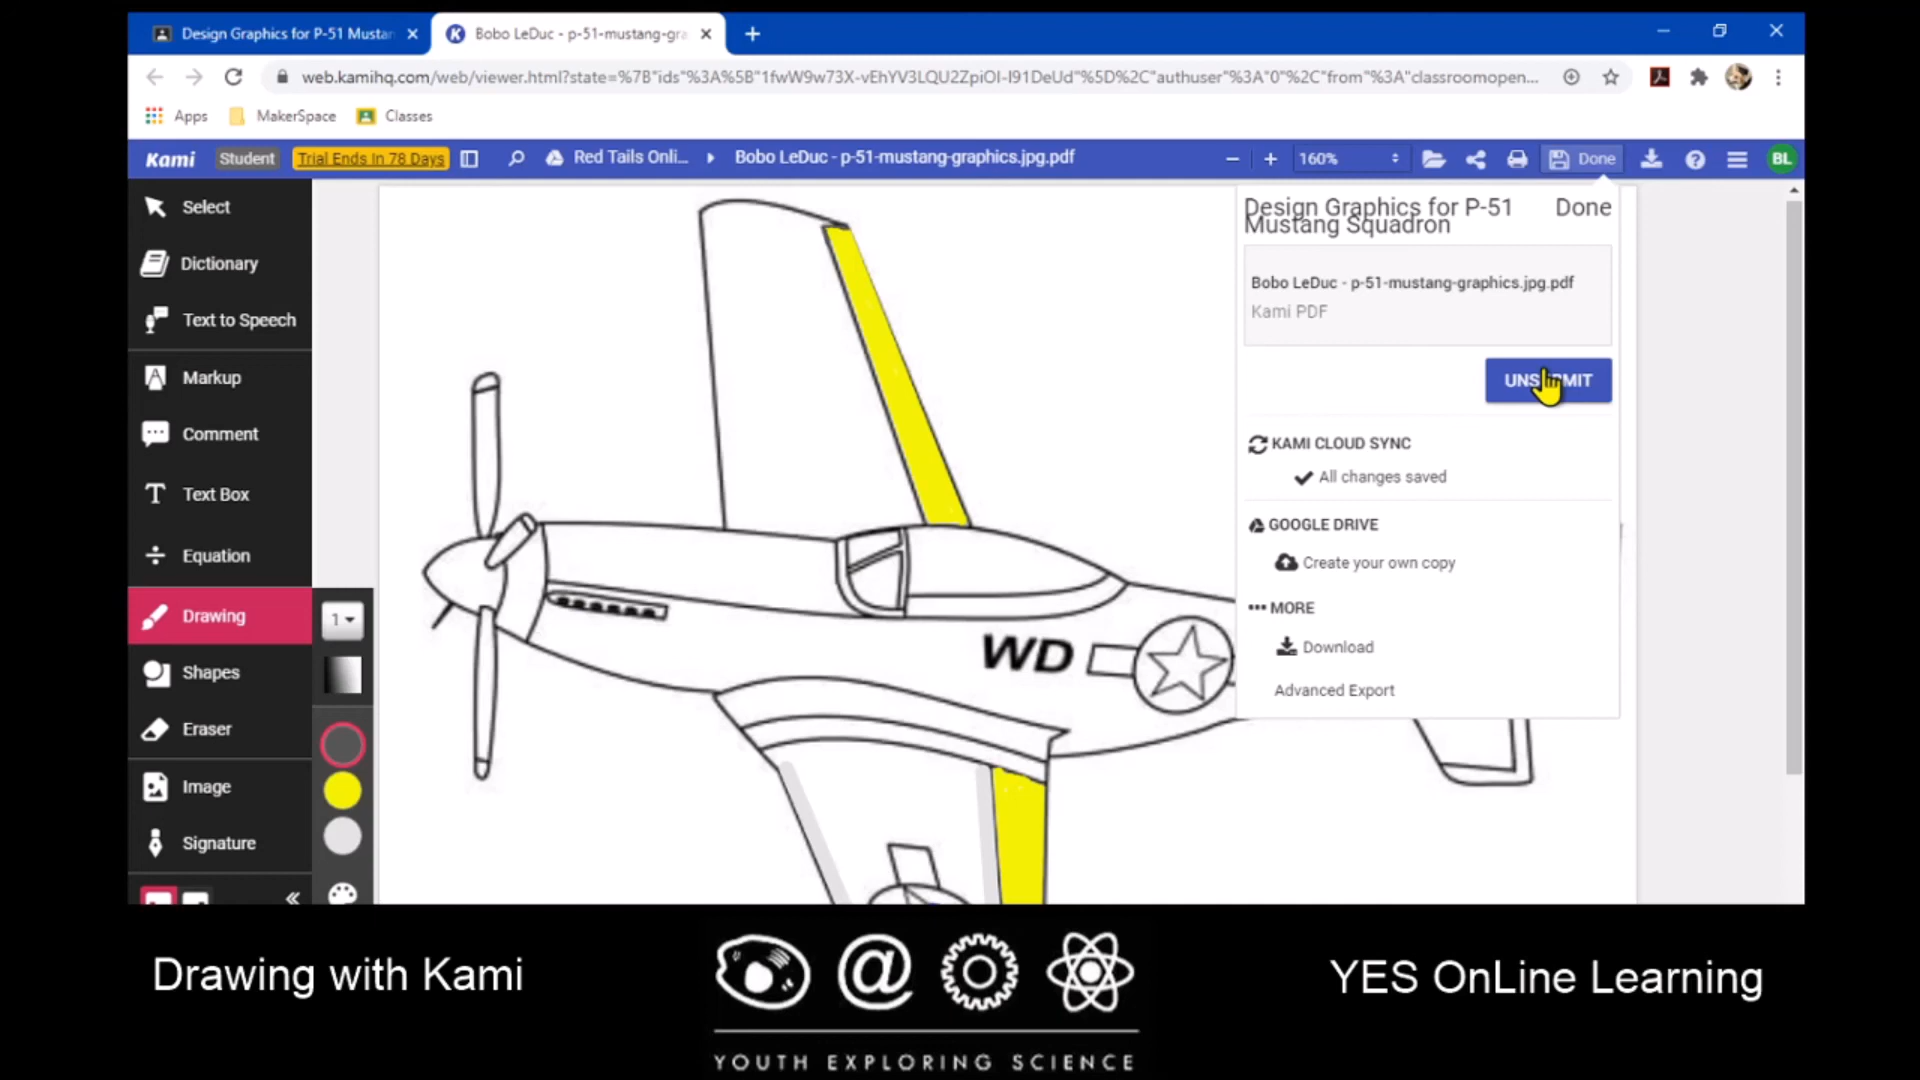 Design Graphics for P-51 Mustan
Bobo LeDuc - p-51-mustang-gra
web.kamihq.com/web/viewer.html?state=%7B"ids"%3A%5B"1fwW9w73X-vEhYV3LQU2ZpiOI-I91DeUd"%5D%2C"authuser"%3A"0"%2C"from"%3A"classroomopen...
Apps MakerSpace Classes
Kami Student Trial Ends In 78 Days Red Tails Onli... Bobo LeDuc - p-51-mustang-graphics.jpg.pdf 160% Done BL
Select
Dictionary
Text to Speech
Markup
Comment
Text Box
Equation
Drawing
1
Shapes
Eraser
Image
Signature
WD
Design Graphics for P-51 Done
Mustang Squadron
Bobo LeDuc - p-51-mustang-graphics.jpg.pdf
Kami PDF
KAMI CLOUD SYNC
All changes saved
GOOGLE DRIVE
Create your own copy
MORE
Download
Advanced Export
Drawing with Kami
YES OnLine Learning
YOUTH EXPLORING SCIENCE